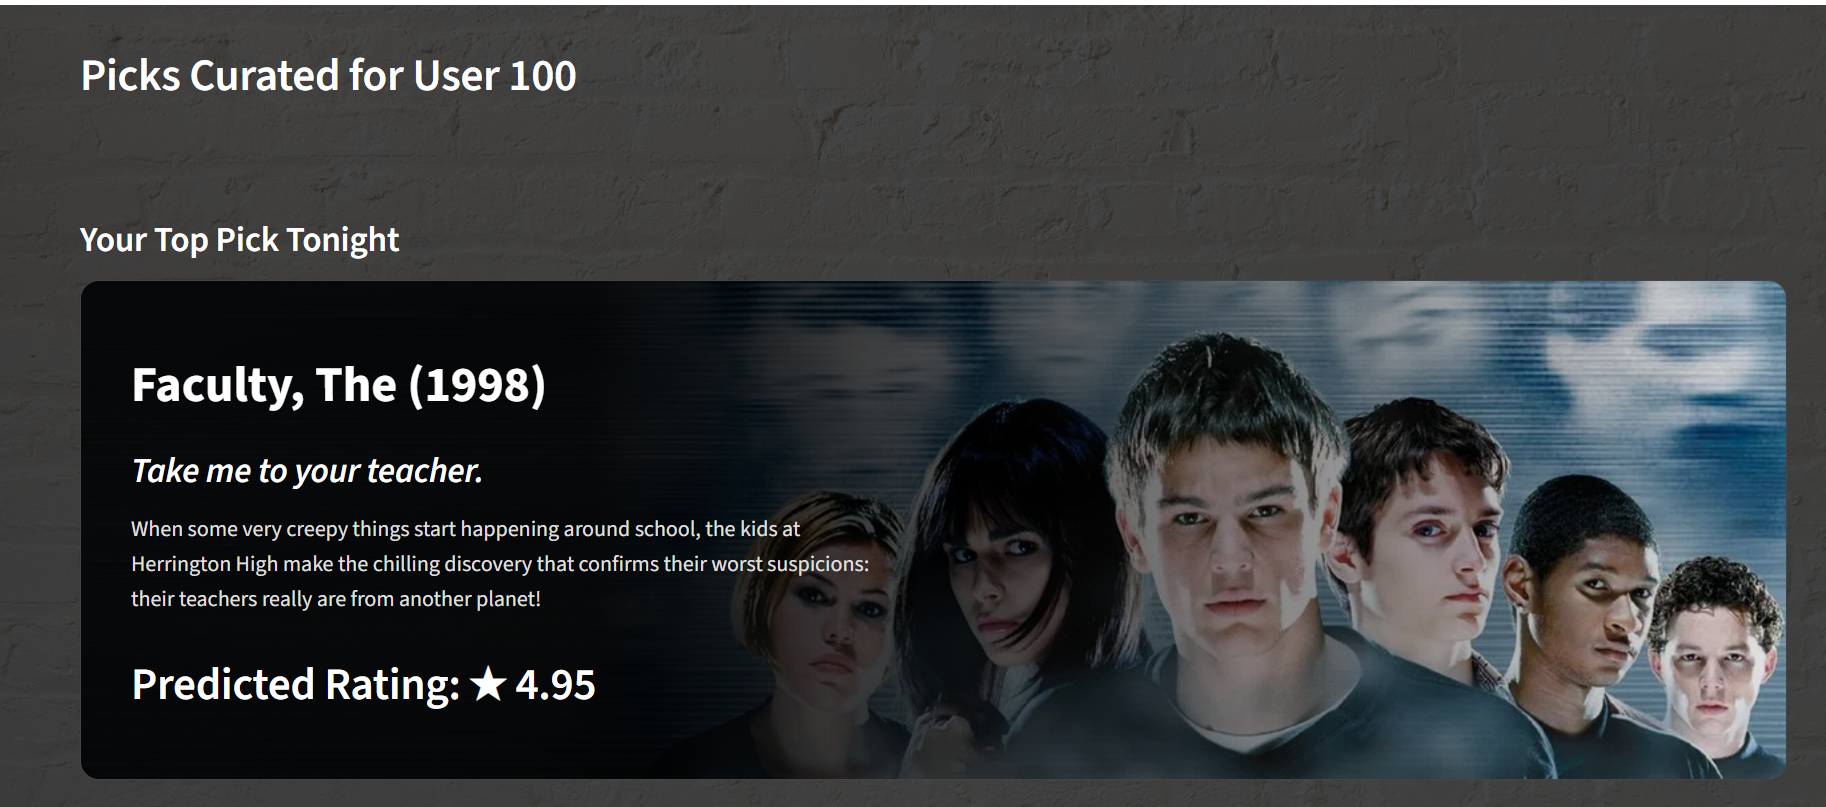 Picks Curated for User 100
Your Top Pick Tonight
Faculty, The (1998)
Take me to your teacher.
When some very creepy things start happening around school, the kids at
Herrington High make the chilling discovery that confirms their worst suspicions:
their teachers really are from another planet!
Predicted Rating: ★ 4.95